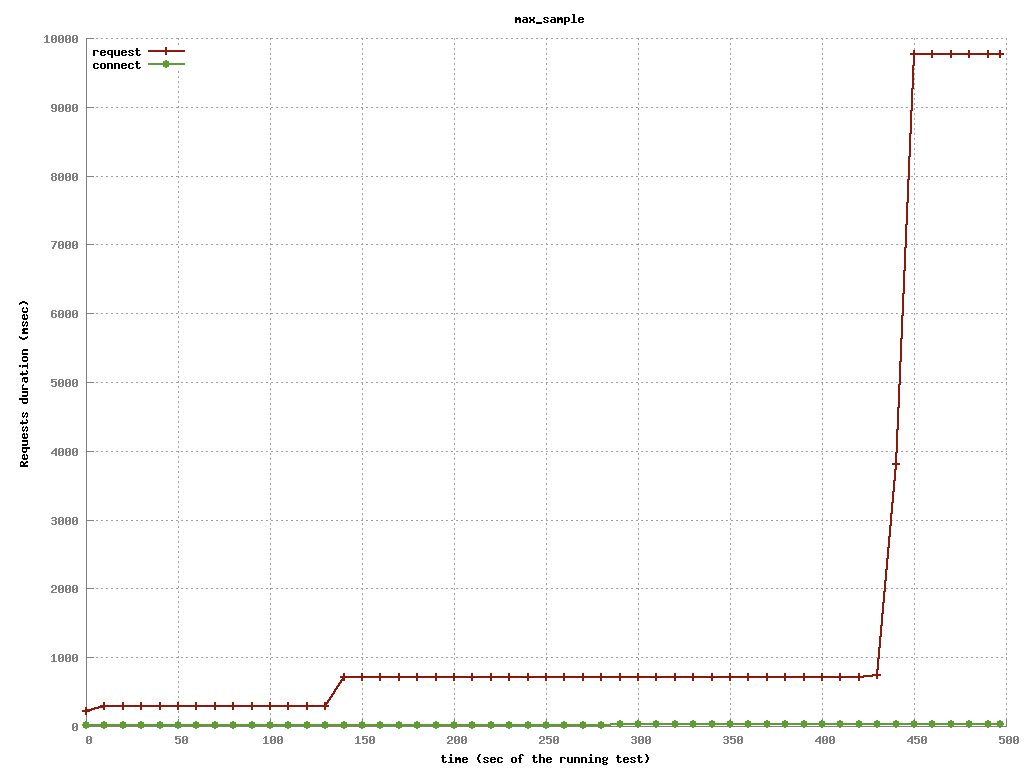 max_sample
10000
9000
8000
7000
6000
5000
4000
3000
2000
1000
0
request
connect
Requests duration (msec)
0 50 100 150 200 250 300 350 400 450 500
time (sec of the running test)